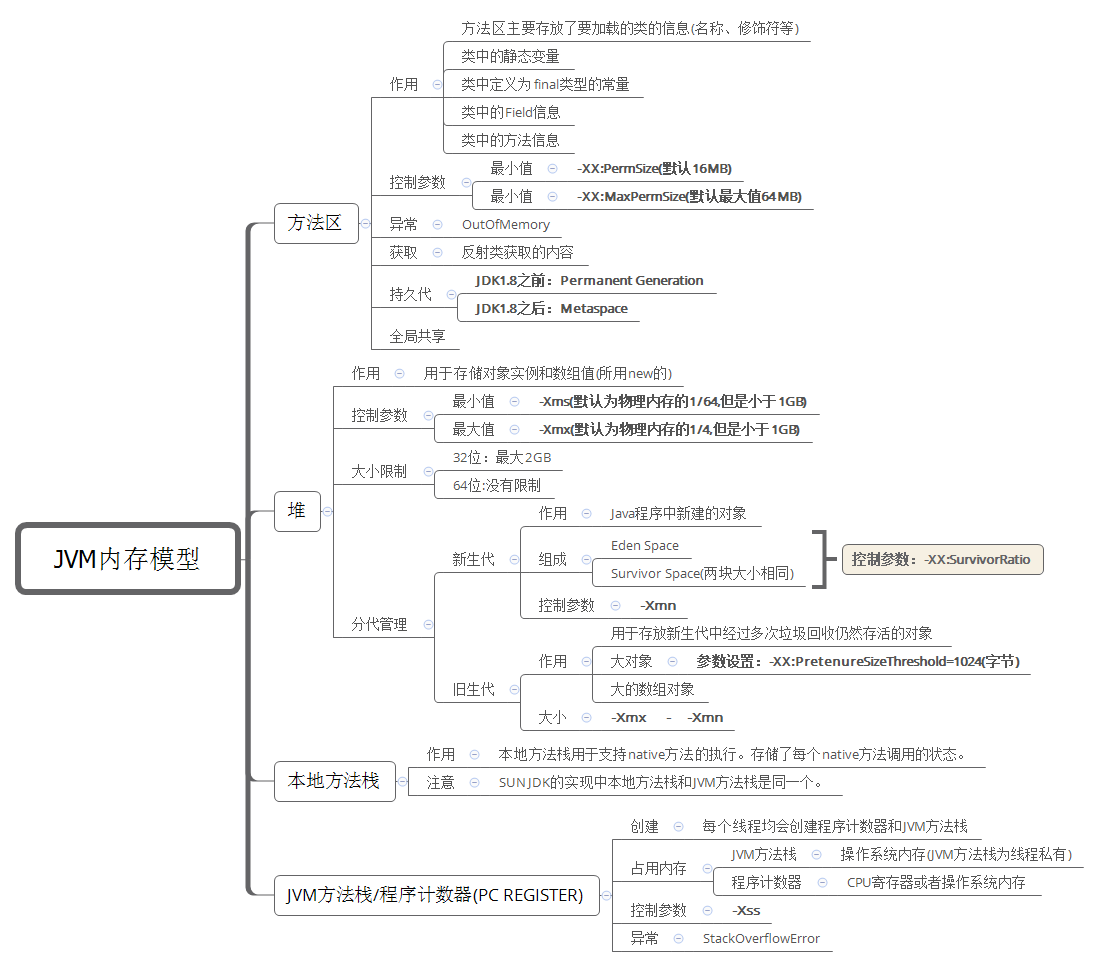 JVM内存模型
方法区
作用
方法区主要存放了要加载的类的信息(名称、修饰符等)
类中的静态变量
类中定义为 final类型的常量
类中的Field信息
类中的方法信息
控制参数
最小值 -XX:PermSize(默认16MB)
最小值 -XX:MaxPermSize(默认最大值64MB)
异常 OutOfMemory
获取 反射类获取的内容
持久代
JDK1.8之前：Permanent Generation
JDK1.8之后：Metaspace
全局共享
堆
作用 用于存储对象实例和数组值(所用new的)
控制参数
最小值 -Xms(默认为物理内存的1/64,但是小于1GB)
最大值 -Xmx(默认为物理内存的1/4,但是小于1GB)
大小限制
32位：最大2GB
64位:没有限制
分代管理
新生代
作用 Java程序中新建的对象
组成
Eden Space
Survivor Space(两块大小相同)
控制参数：-XX:SurvivorRatio
控制参数 -Xmn
旧生代
作用
用于存放新生代中经过多次垃圾回收仍然存活的对象
大对象 参数设置：-XX:PretenureSizeThreshold=1024(字节)
大的数组对象
大小 -Xmx - -Xmn
本地方法栈
作用 本地方法栈用于支持native方法的执行。存储了每个native方法调用的状态。
注意 SUN JDK的实现中本地方法栈和JVM方法栈是同一个。
JVM方法栈/程序计数器(PC REGISTER)
创建 每个线程均会创建程序计数器和JVM方法栈
占用内存
JVM方法栈 操作系统内存(JVM方法栈为线程私有)
程序计数器 CPU寄存器或者操作系统内存
控制参数 -Xss
异常 StackOverflowError